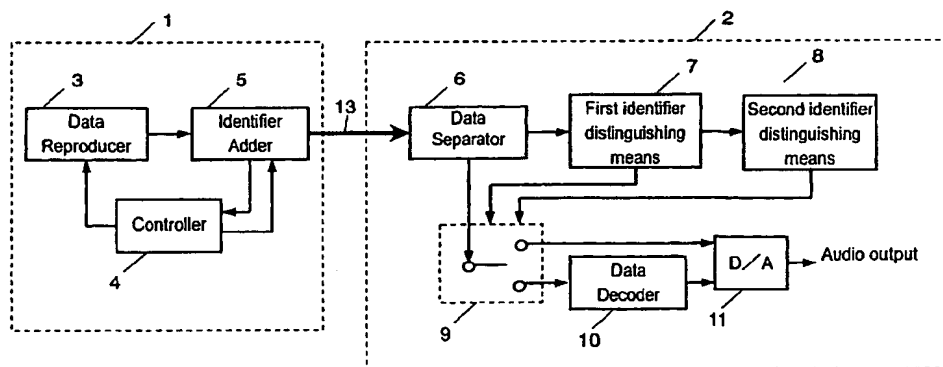 1
2
3
5
6
7
8
Data
Reproducer
Identifier
Adder
13
Data
Separator
First identifier
distinguishing
means
Second identifier
distinguishing
means
Controller
4
9
Data
Decoder
10
D/A
11
Audio output